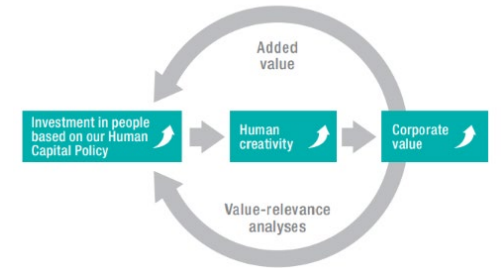 Added
value
Investment in people
based on our Human
Capital Policy
Human
creativity
Corporate
value
Value-relevance
analyses